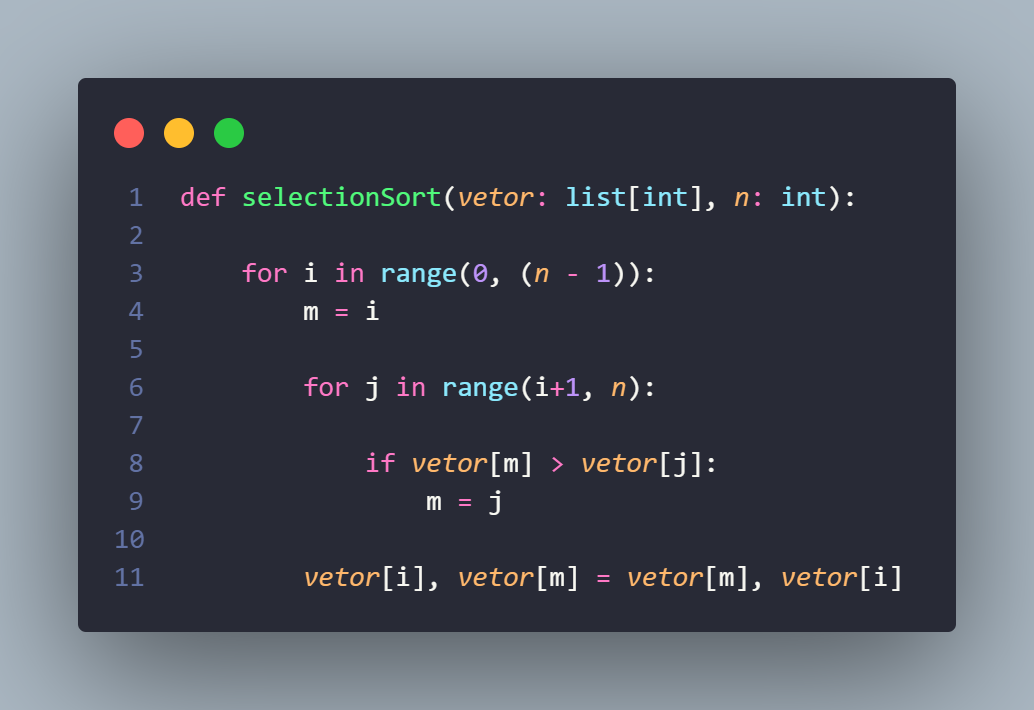 1 def selectionSort(vetor: list[int], n: int):
2
3     for i in range(0, (n - 1)):
4         m = i
5
6         for j in range(i+1, n):
7
8             if vetor[m] > vetor[j]:
9                 m = j
10
11         vetor[i], vetor[m] = vetor[m], vetor[i]